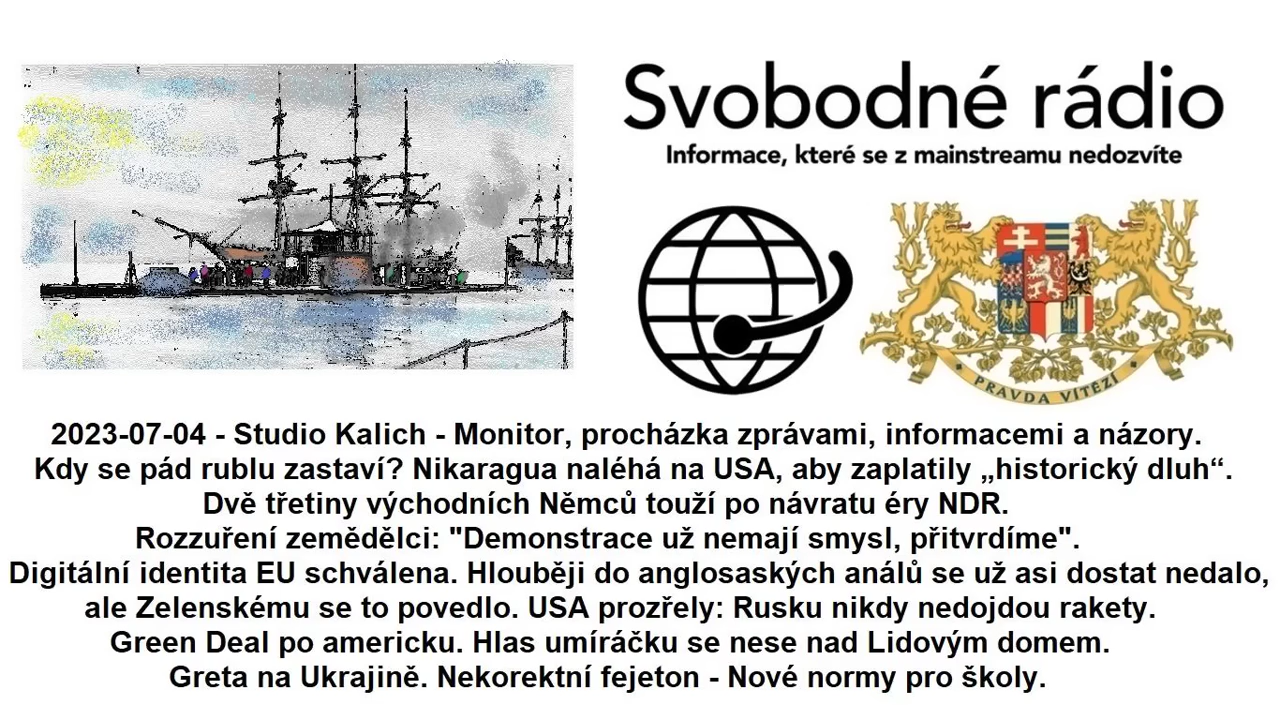 Svobodné rádio
Informace, které se z mainstreamu nedozvíte
PRAVDA VÍTĚZÍ
2023-07-04 - Studio Kalich - Monitor, procházka zprávami, informacemi a názory.
Kdy se pád rublu zastaví? Nikaragua naléhá na USA, aby zaplatily „historický dluh“.
Dvě třetiny východních Němců touží po návratu éry NDR.
Rozzuření zemědělci: "Demonstrace už nemají smysl, přitvrdíme".
Digitální identita EU schválena. Hlouběji do anglosaských análů se už asi dostat nedalo,
ale Zelenskému se to povedlo. USA prozřely: Rusku nikdy nedojdou rakety.
Green Deal po americku. Hlas umíráčku se nese nad Lidovým domem.
Greta na Ukrajině. Nekorektní fejeton - Nové normy pro školy.